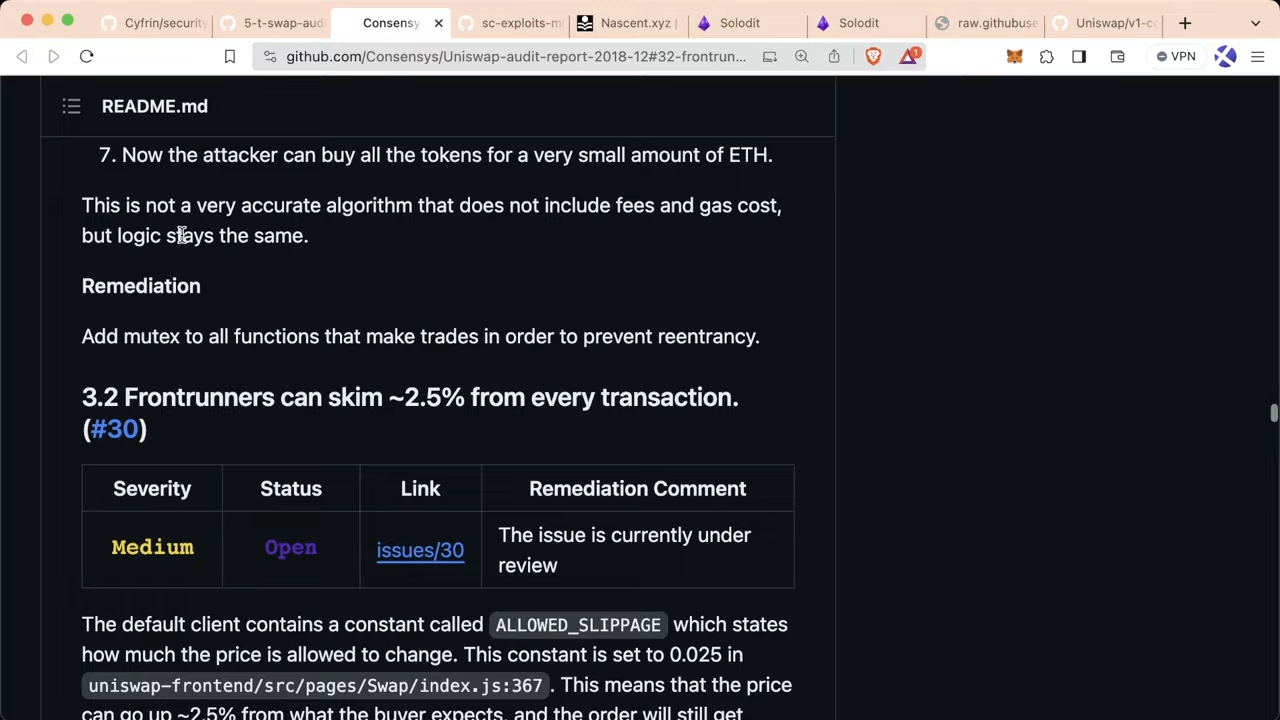 Cyfrin/security
5-t-swap-aud
Consensy
sc-exploits-mi
Nascent.xyz |
Solodit
Solodit
raw.githubuse
Uniswap/v1-co
github.com/Consensys/Uniswap-audit-report-2018-12#32-frontrun...
1
VPN
README.md
7. Now the attacker can buy all the tokens for a very small amount of ETH.
This is not a very accurate algorithm that does not include fees and gas cost,
but logic stays the same.
Remediation
Add mutex to all functions that make trades in order to prevent reentrancy.
3.2 Frontrunners can skim ~2.5% from every transaction.
(#30)
Severity Status Link Remediation Comment
Medium Open issues/30 The issue is currently under
review
The default client contains a constant called ALLOWED_SLIPPAGE which states
how much the price is allowed to change. This constant is set to 0.025 in
uniswap-frontend/src/pages/Swap/index.js:367 . This means that the price
can go up ~2.5% from what the buyer expects, and the order will still get